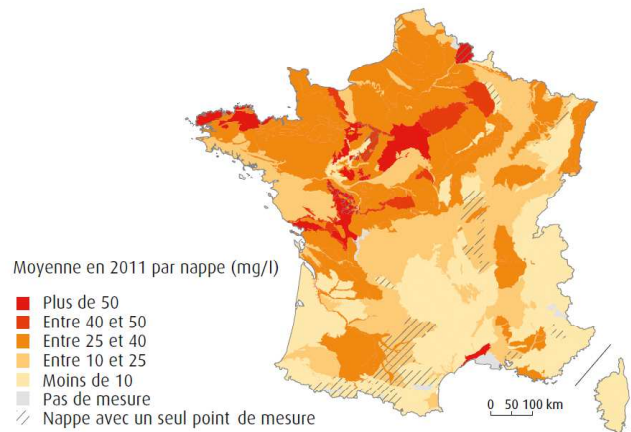 Moyenne en 2011 par nappe (mg/l)
Plus de 50
Entre 40 et 50
Entre 25 et 40
Entre 10 et 25
Moins de 10
Pas de mesure
Nappe avec un seul point de mesure
0 50 100 km